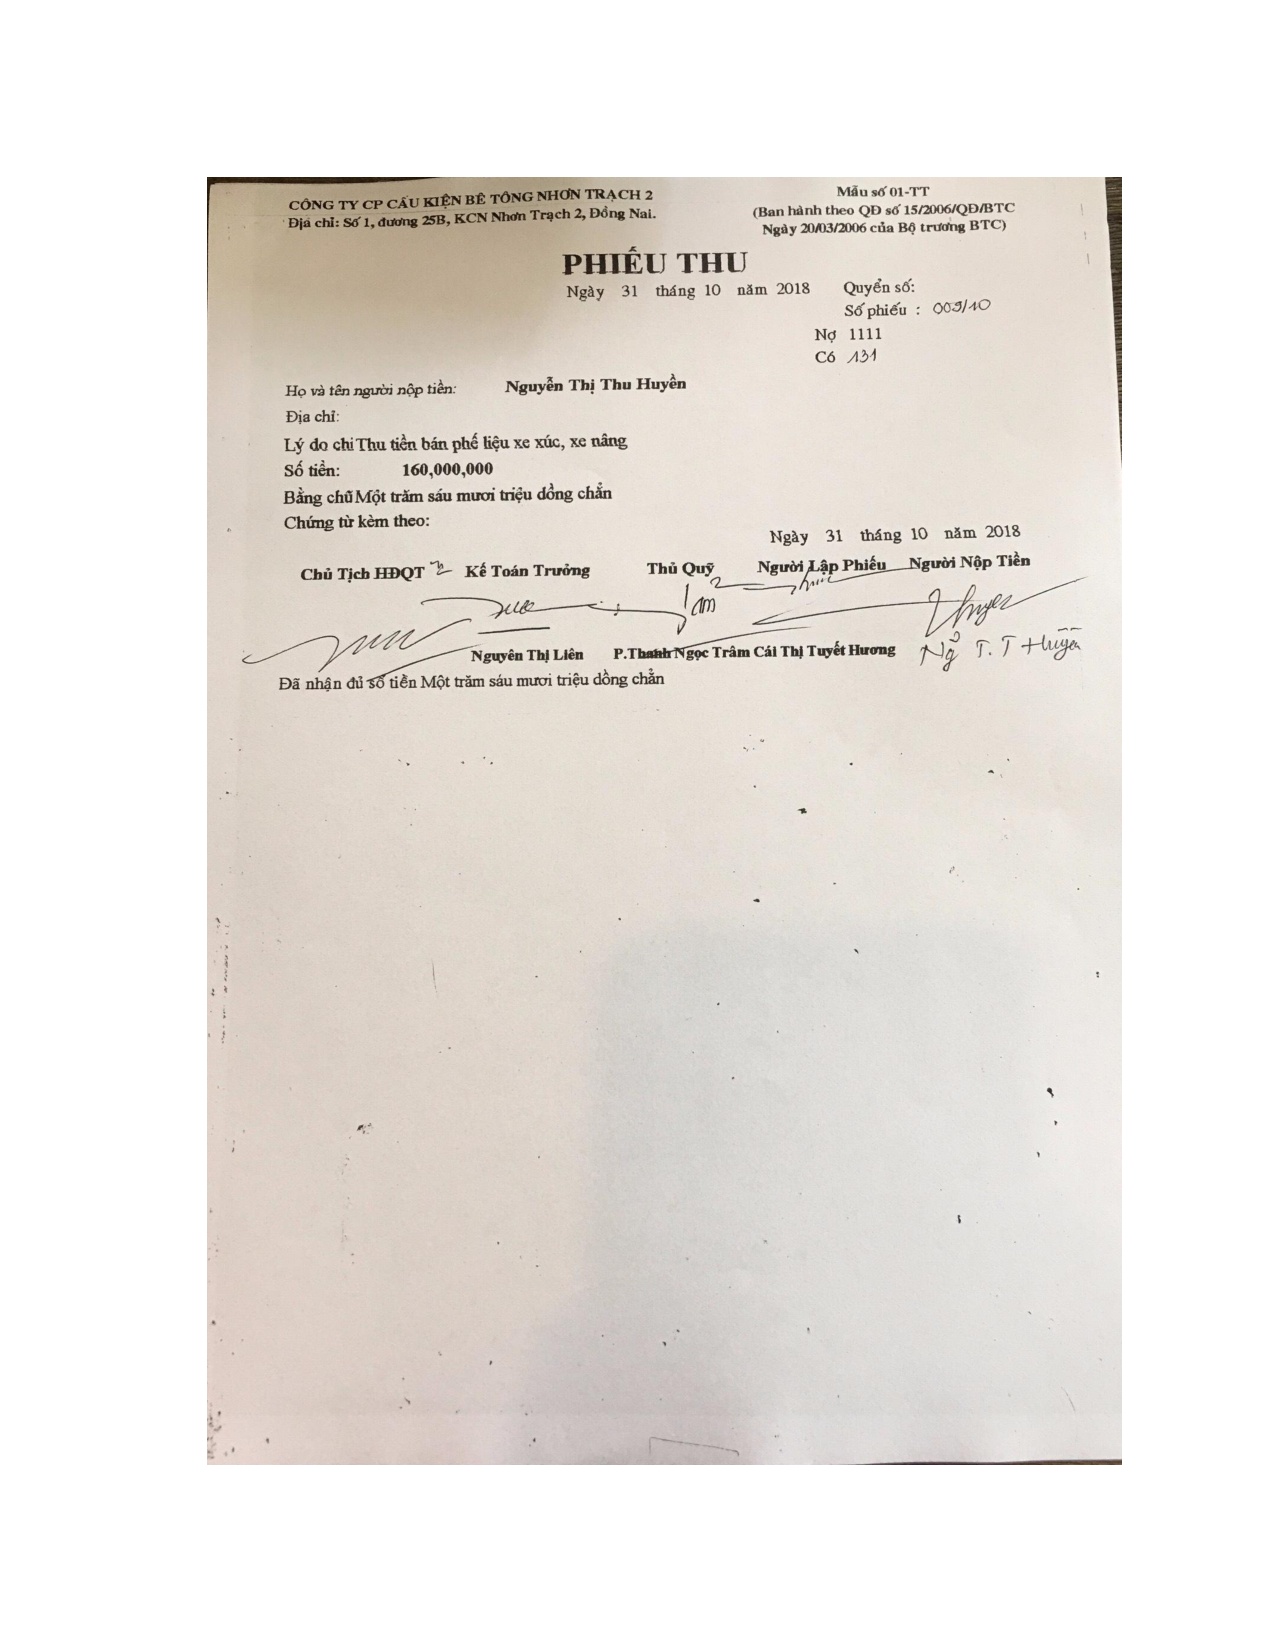 CÔNG TY CP CẤU KIỆN BÊ TÔNG NHƠN TRẠCH 2
Địa chỉ: Số 1, đường 25B, KCN Nhơn Trạch 2, Đồng Nai.
Mẫu số 01-TT
(Ban hành theo QĐ số 15/2006/QĐ/BTC
Ngày 20/03/2006 của Bộ trưởng BTC)
PHIẾU THU
Ngày 31 tháng 10 năm 2018
Quyển số:
Số phiếu : 009/10
Nợ 1111
Có 131
Họ và tên người nộp tiền: Nguyễn Thị Thu Huyền
Địa chỉ:
Lý do chi Thu tiền bán phế liệu xe xúc, xe nâng
Số tiền: 160,000,000
Bằng chữ Một trăm sáu mươi triệu đồng chẵn
Chứng từ kèm theo:
Ngày 31 tháng 10 năm 2018
Chủ Tịch HĐQT Kế Toán Trưởng Thủ Quỹ Người Lập Phiếu Người Nộp Tiền
Nguyễn Thị Liên P.Thanh Ngọc Trâm Cái Thị Tuyết Hương Ng T. T Huyền
Đã nhận đủ số tiền Một trăm sáu mươi triệu đồng chẵn